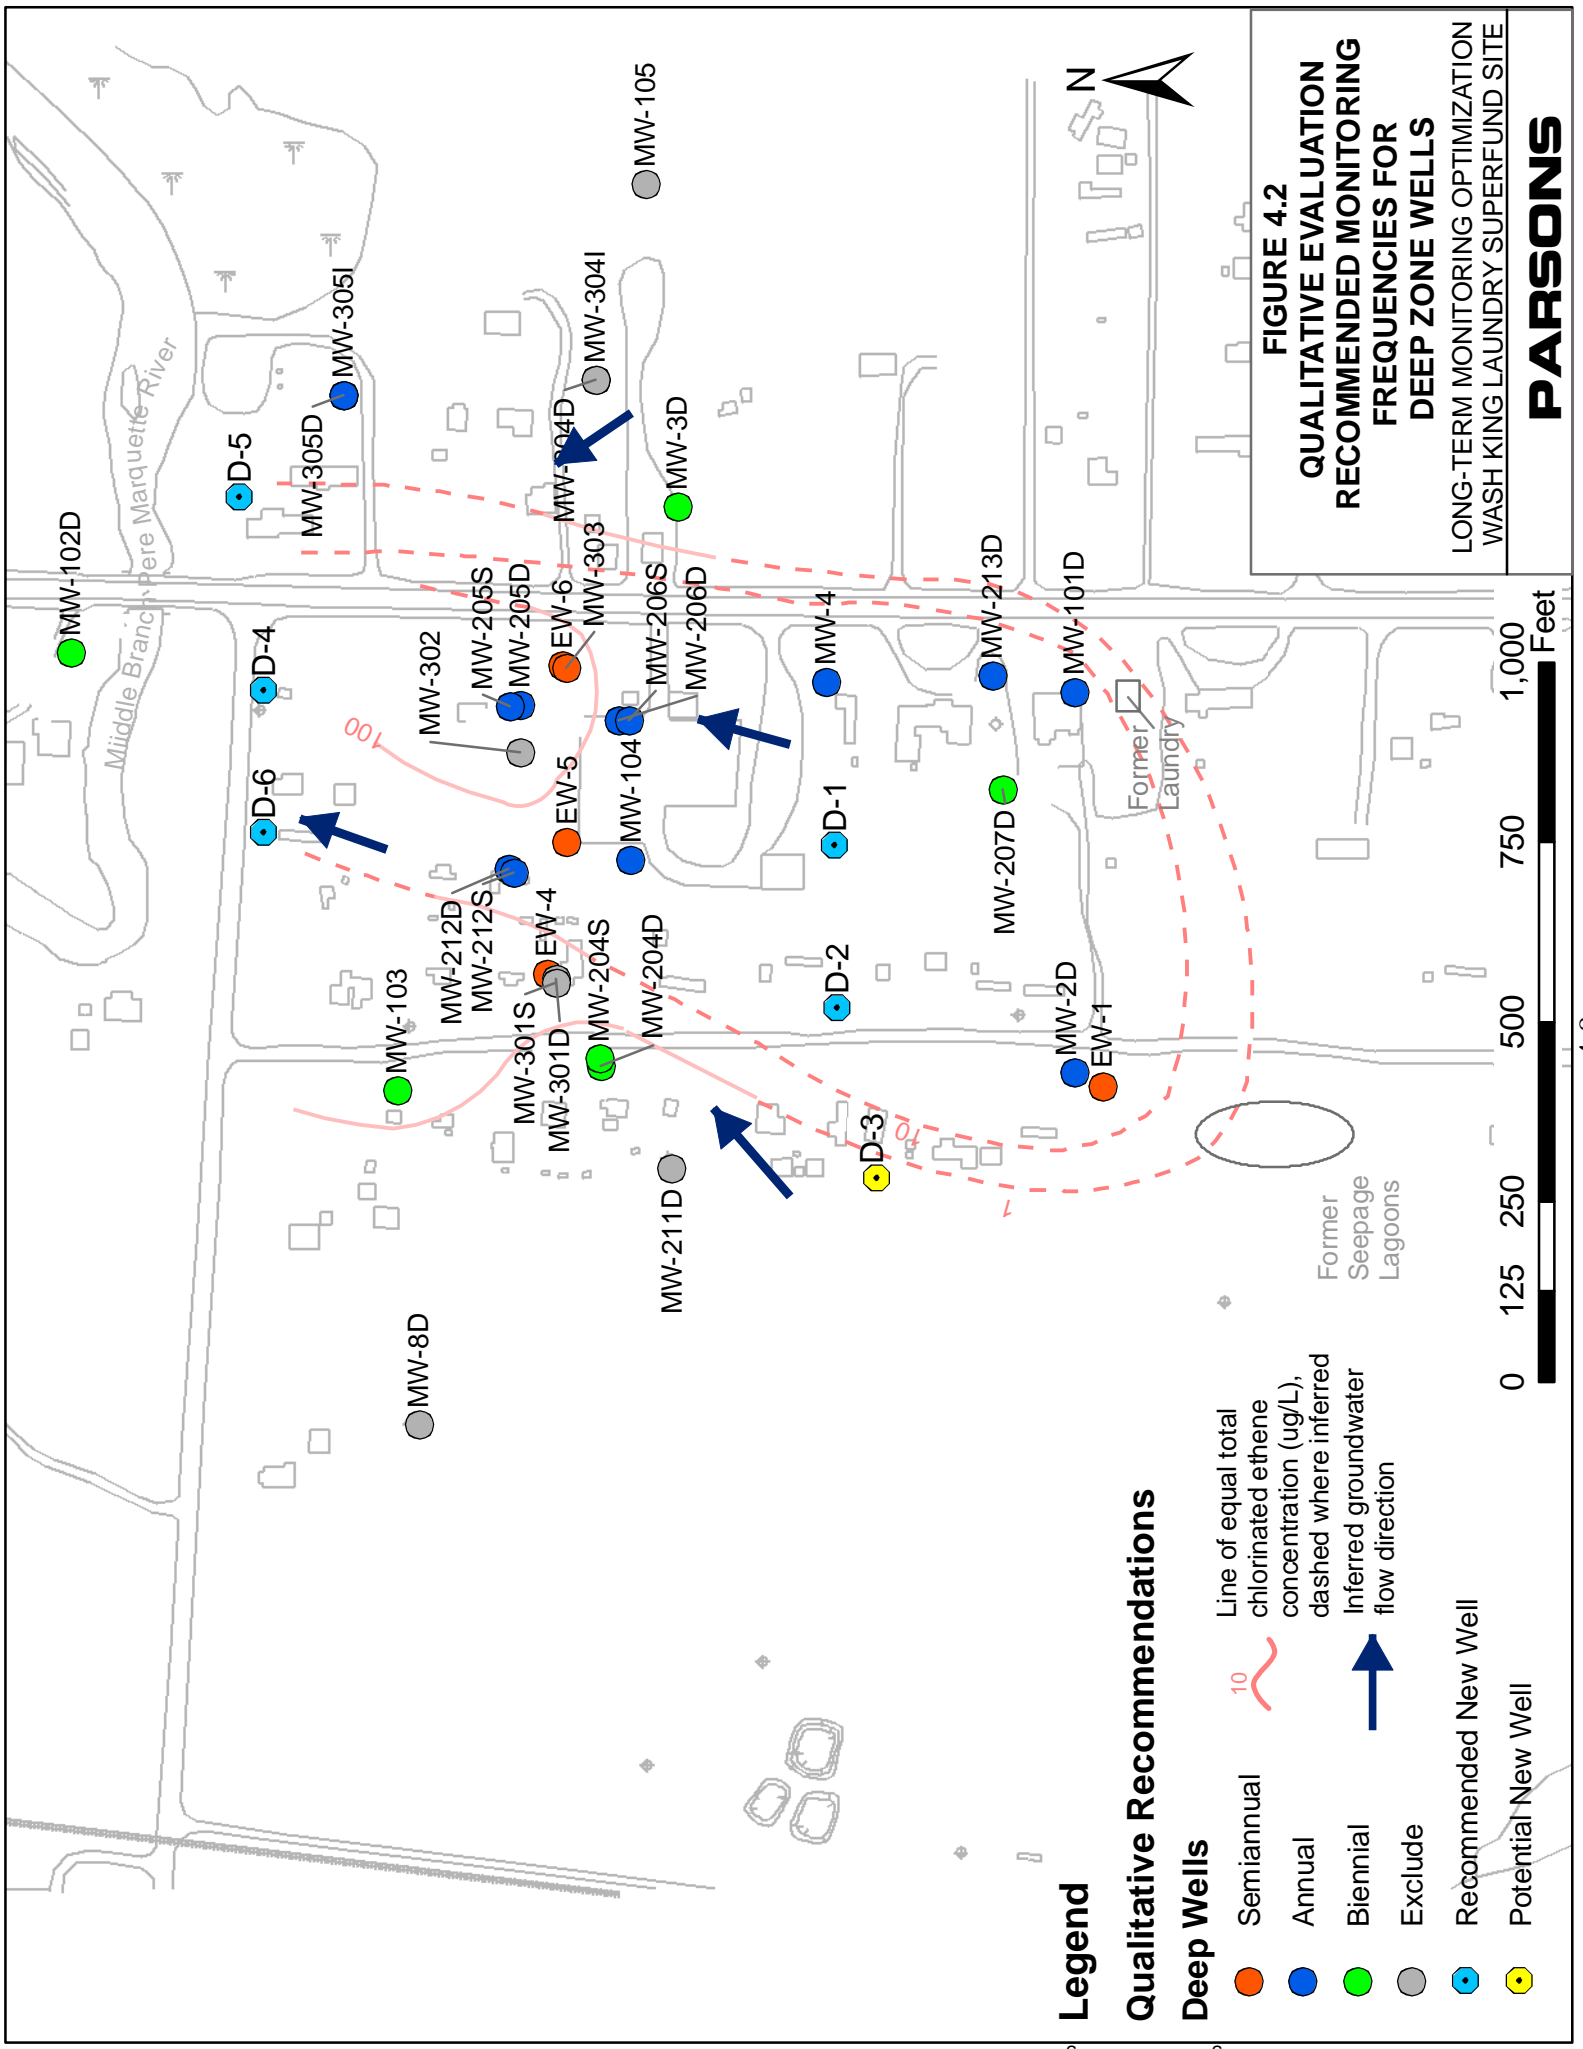 MW-102D
Miiddle Branch Pere Marquette River
D-4
D-6
D-5
MW-305D
MW-305I
MW-105
N
MW-304I
MW-304D
MW-3D
MW-303
EW-6
MW-205S
MW-205D
MW-302
MW-206S
MW-206D
100
EW-5
MW-104
MW-4
MW-213D
MW-101D
Former
Laundry
D-1
MW-207D
MW-212D
MW-212S
EW-4
MW-204S
MW-204D
D-2
MW-2D
EW-1
MW-103
MW-301S
MW-301D
MW-211D
D-3
10
1
Former
Seepage
Lagoons
MW-8D
Legend
Qualitative Recommendations
Deep Wells
Semiannual
Annual
Biennial
Exclude
Recommended New Well
Potential New Well
10
Line of equal total
chlorinated ethene
concentration (ug/L),
dashed where inferred
Inferred groundwater
flow direction
0 125 250 500 750 1,000
Feet
FIGURE 4.2
QUALITATIVE EVALUATION
RECOMMENDED MONITORING
FREQUENCIES FOR
DEEP ZONE WELLS
LONG-TERM MONITORING OPTIMIZATION
WASH KING LAUNDRY SUPERFUND SITE
PARSONS